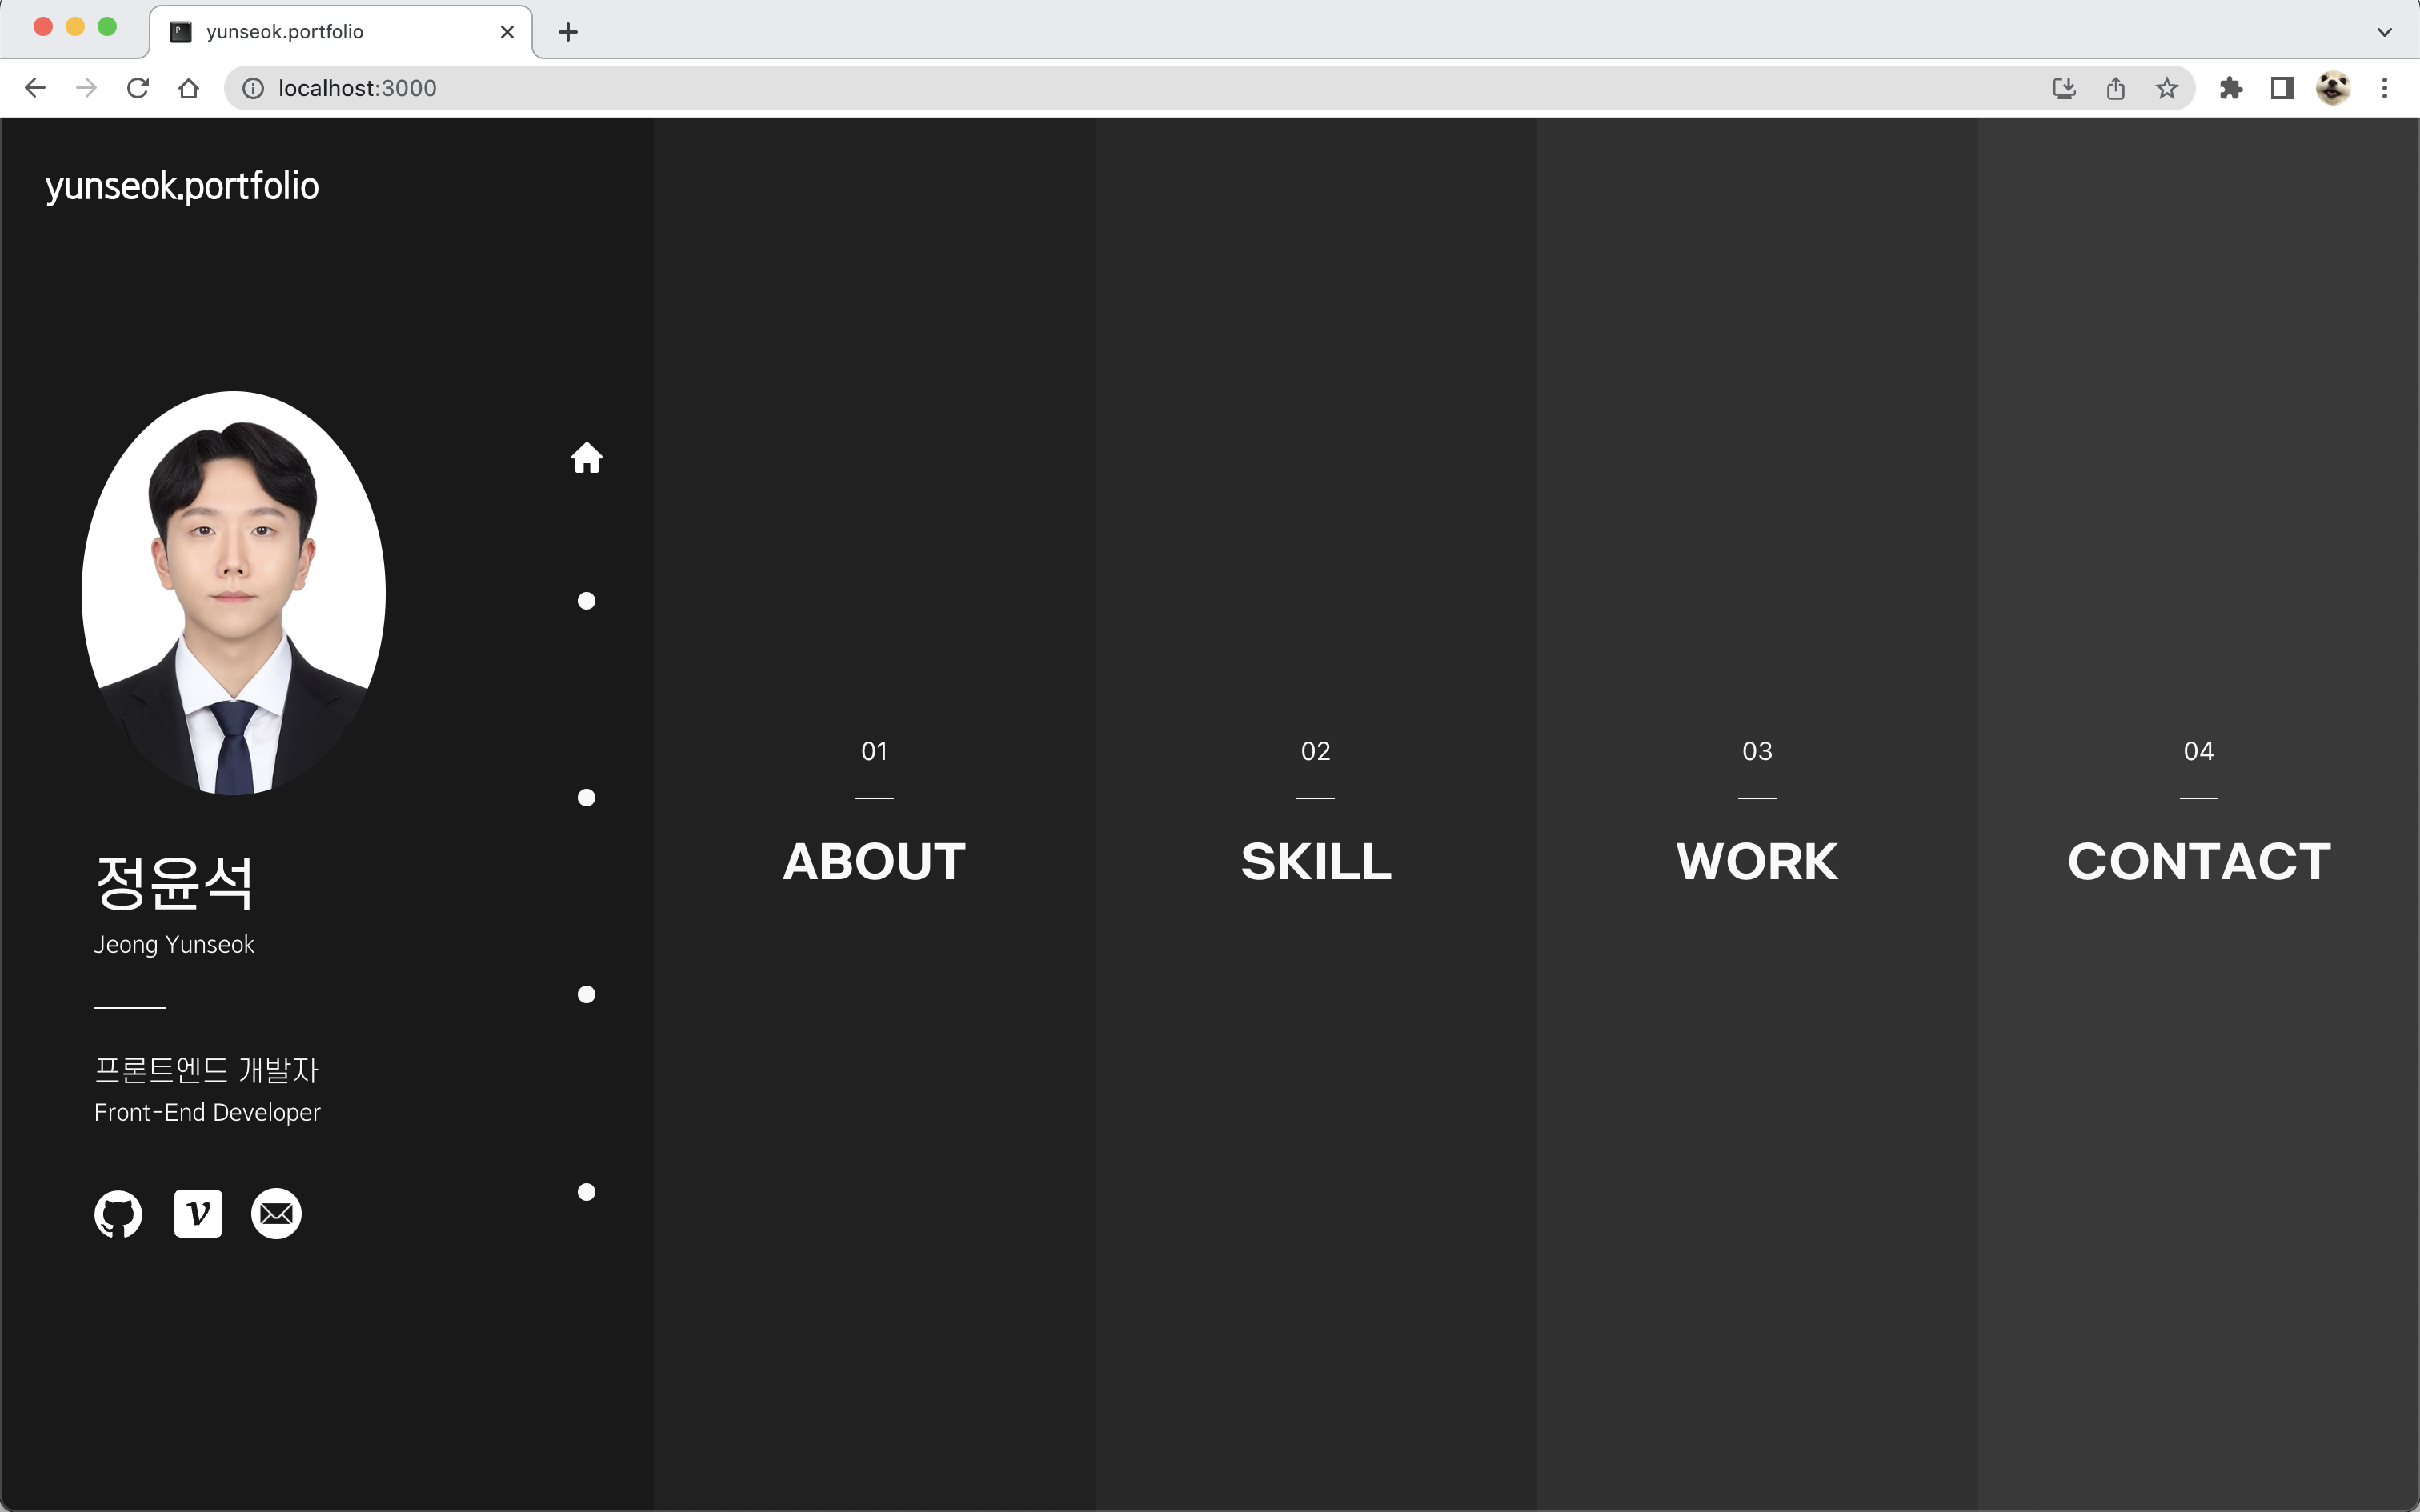 yunseok.portfolio
localhost:3000
yunseok.portfolio
정윤석
Jeong Yunseok
프론트엔드 개발자
Front-End Developer
01
ABOUT
02
SKILL
03
WORK
04
CONTACT